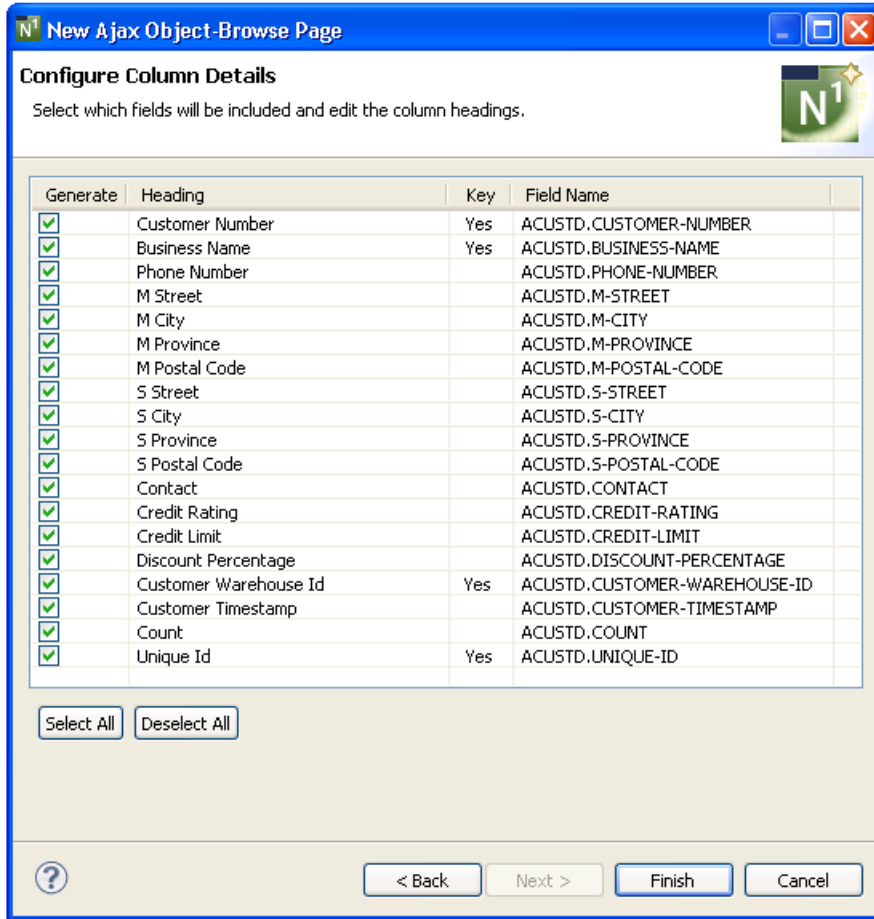 N1 New Ajax Object-Browse Page
Configure Column Details
Select which fields will be included and edit the column headings.
N1
Generate Heading Key Field Name
Customer Number Yes ACUSTD.CUSTOMER-NUMBER
Business Name Yes ACUSTD.BUSINESS-NAME
Phone Number ACUSTD.PHONE-NUMBER
M Street ACUSTD.M-STREET
M City ACUSTD.M-CITY
M Province ACUSTD.M-PROVINCE
M Postal Code ACUSTD.M-POSTAL-CODE
S Street ACUSTD.S-STREET
S City ACUSTD.S-CITY
S Province ACUSTD.S-PROVINCE
S Postal Code ACUSTD.S-POSTAL-CODE
Contact ACUSTD.CONTACT
Credit Rating ACUSTD.CREDIT-RATING
Credit Limit ACUSTD.CREDIT-LIMIT
Discount Percentage ACUSTD.DISCOUNT-PERCENTAGE
Customer Warehouse Id Yes ACUSTD.CUSTOMER-WAREHOUSE-ID
Customer Timestamp ACUSTD.CUSTOMER-TIMESTAMP
Count ACUSTD.COUNT
Unique Id Yes ACUSTD.UNIQUE-ID
Select All Deselect All
? < Back Next > Finish Cancel